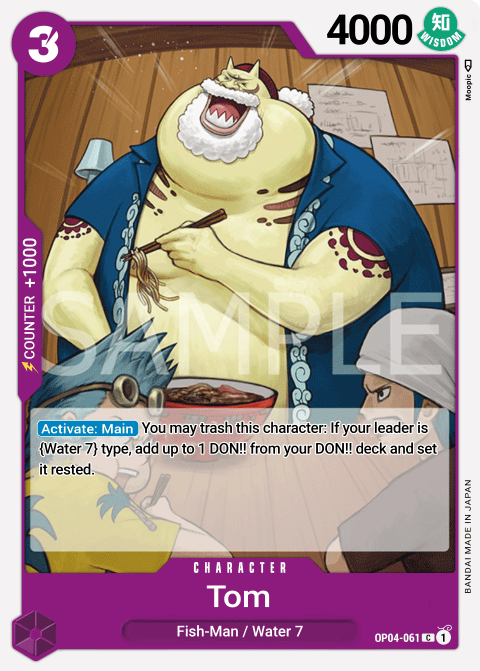 3
4000
知
WISDOM
Moopic
COUNTER +1000
SAMPLE
Activate: Main You may trash this character: If your leader is
{Water 7} type, add up to 1 DON!! from your DON!! deck and set
it rested.
BANDAI MADE IN JAPAN
CHARACTER
Tom
Fish-Man / Water 7
OP04-061 C 1